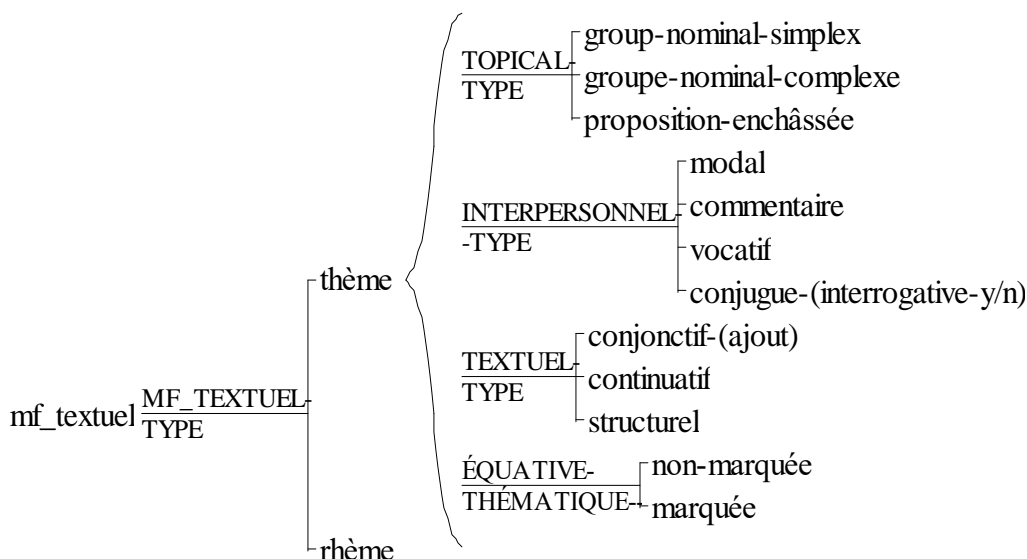 group-nominal-simplex
TOPICAL-
TYPE
groupe-nominal-complexe
proposition-enchâssée
modal
INTERPERSONNEL-
-TYPE
commentaire
vocatif
conjugue-(interrogative-y/n)
thème
conjonctif-(ajout)
TEXTUEL-
TYPE
continuatif
structurel
mf_textuel
MF_TEXTUEL-
TYPE
ÉQUATIVE-
THÉMATIQUE--
non-marquée
marquée
rhème